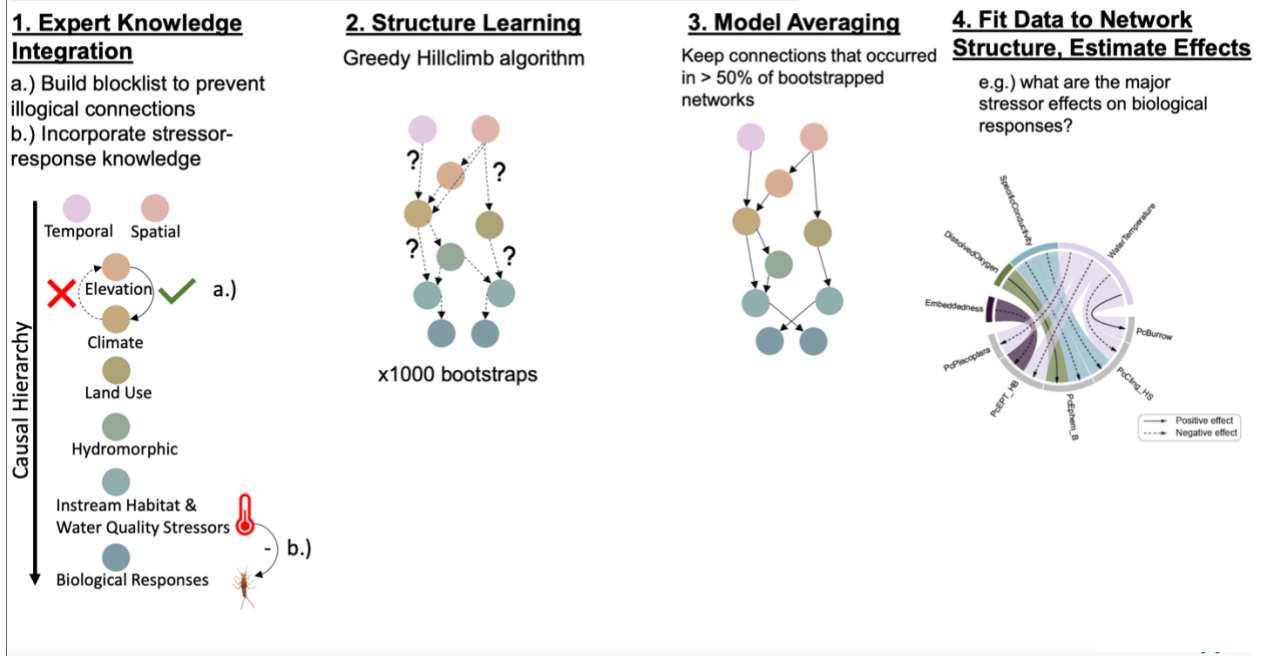 1. Expert Knowledge
Integration
a.) Build blocklist to prevent
illogical connections
b.) Incorporate stressor-
response knowledge
Causal Hierarchy
Temporal Spatial
Elevation
a.)
Climate
Land Use
Hydromorphic
Instream Habitat &
Water Quality Stressors
-
b.)
Biological Responses
2. Structure Learning
Greedy Hillclimb algorithm
?
?
?
?
x1000 bootstraps
3. Model Averaging
Keep connections that occurred
in > 50% of bootstrapped
networks
4. Fit Data to Network
Structure, Estimate Effects
e.g.) what are the major
stressor effects on biological
responses?
SpecificConductivity
WaterTemperature
DissolvedOxygen
Embeddedness
PcBurrow
PcPlecoptera
PcCling_HS
PcEPT_HB
PcEphem_B
Positive effect
Negative effect